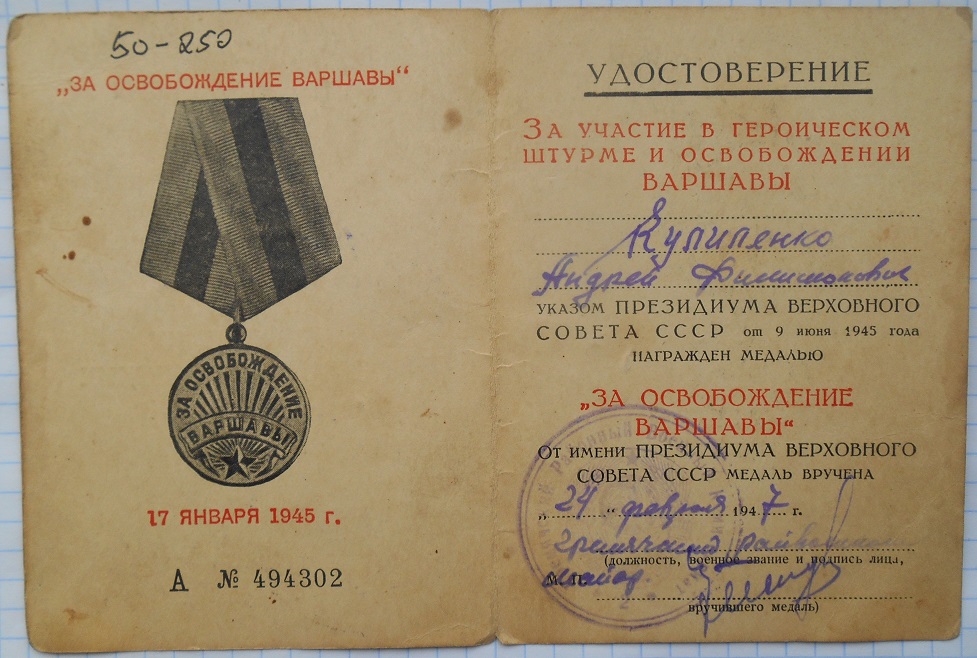 50-250
„ЗА ОСВОБОЖДЕНИЕ ВАРШАВЫ“
ЗА ОСВОБОЖДЕНИЕ
ВАРШАВЫ
17 ЯНВАРЯ 1945 г.
А № 494302
УДОСТОВЕРЕНИЕ
ЗА УЧАСТИЕ В ГЕРОИЧЕСКОМ
ШТУРМЕ И ОСВОБОЖДЕНИИ
ВАРШАВЫ
Андрей
УКАЗОМ ПРЕЗИДИУМА ВЕРХОВНОГО
СОВЕТА СССР от 9 июня 1945 года
НАГРАЖДЕН МЕДАЛЬЮ
„ЗА ОСВОБОЖДЕНИЕ
ВАРШАВЫ“
ОТ ИМЕНИ ПРЕЗИДИУМА ВЕРХОВНОГО
СОВЕТА СССР МЕДАЛЬ ВРУЧЕНА
„24“ февраля 1947 г.
(должность, военное звание и подпись лица,
М. П. майор
вручившего медаль)